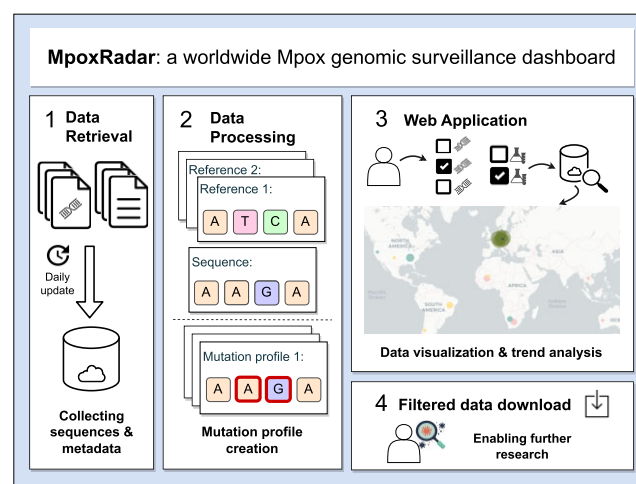 MpoxRadar: a worldwide Mpox genomic surveillance dashboard
1 Data
Retrieval
Daily
update
Collecting
sequences &
metadata
2 Data
Processing
Reference 2:
Reference 1:
A T C A
Sequence:
A A G A
Mutation profile 1:
A A G A
Mutation profile
creation
3 Web Application
NORTH
AMERICA
ASIA
AFRICA
SOUTH
AMERICA
Data visualization & trend analysis
4 Filtered data download
Enabling further
research